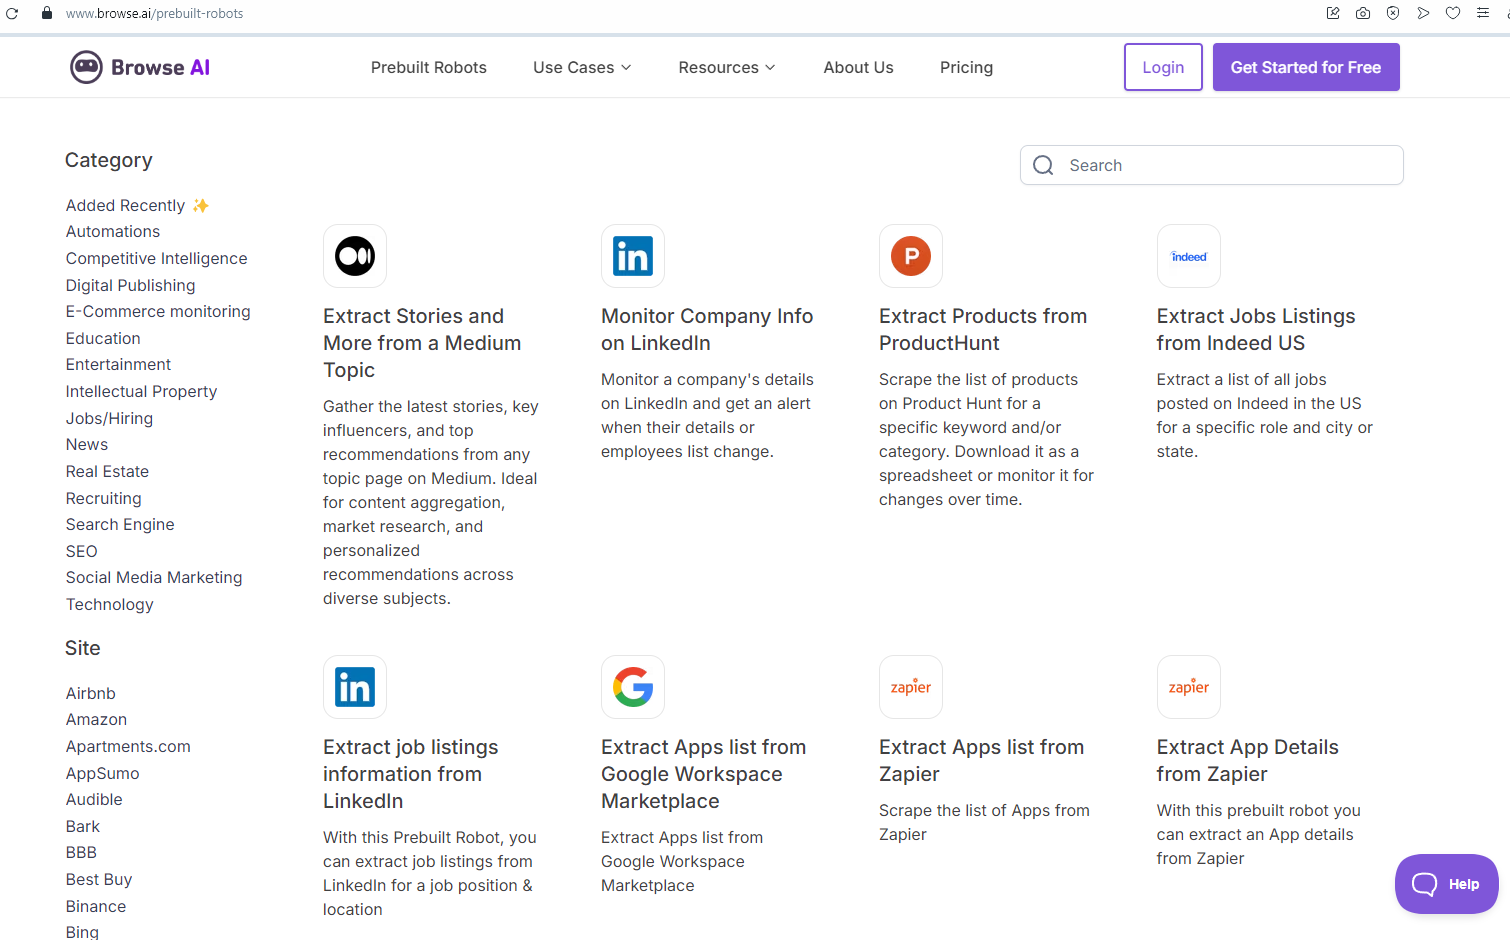 www.browse.ai/prebuilt-robots
Browse AI
Prebuilt Robots
Use Cases
Resources
About Us
Pricing
Login
Get Started for Free
Category
Added Recently ✨
Automations
Competitive Intelligence
Digital Publishing
E-Commerce monitoring
Education
Entertainment
Intellectual Property
Jobs/Hiring
News
Real Estate
Recruiting
Search Engine
SEO
Social Media Marketing
Technology
Site
Airbnb
Amazon
Apartments.com
AppSumo
Audible
Bark
BBB
Best Buy
Binance
Bing
Search
Extract Stories and
More from a Medium
Topic
Gather the latest stories, key
influencers, and top
recommendations from any
topic page on Medium. Ideal
for content aggregation,
market research, and
personalized
recommendations across
diverse subjects.
in
Monitor Company Info
on LinkedIn
Monitor a company's details
on LinkedIn and get an alert
when their details or
employees list change.
P
Extract Products from
ProductHunt
Scrape the list of products
on Product Hunt for a
specific keyword and/or
category. Download it as a
spreadsheet or monitor it for
changes over time.
indeed
Extract Jobs Listings
from Indeed US
Extract a list of all jobs
posted on Indeed in the US
for a specific role and city or
state.
in
Extract job listings
information from
LinkedIn
With this Prebuilt Robot, you
can extract job listings from
LinkedIn for a job position &
location
G
Extract Apps list from
Google Workspace
Marketplace
Extract Apps list from
Google Workspace
Marketplace
zapier
Extract Apps list from
Zapier
Scrape the list of Apps from
Zapier
zapier
Extract App Details
from Zapier
With this prebuilt robot you
can extract an App details
from Zapier
Help